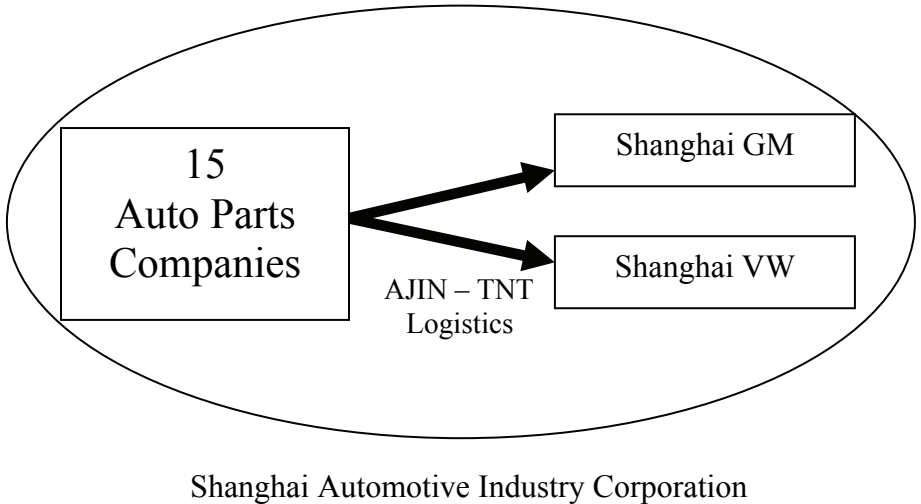 15
Auto Parts
Companies
Shanghai GM
Shanghai VW
AJIN – TNT
Logistics
Shanghai Automotive Industry Corporation